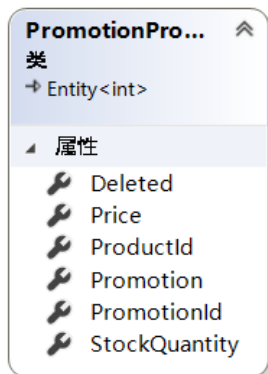 PromotionPro...
类
Entity<int>
属性
Deleted
Price
ProductId
Promotion
PromotionId
StockQuantity